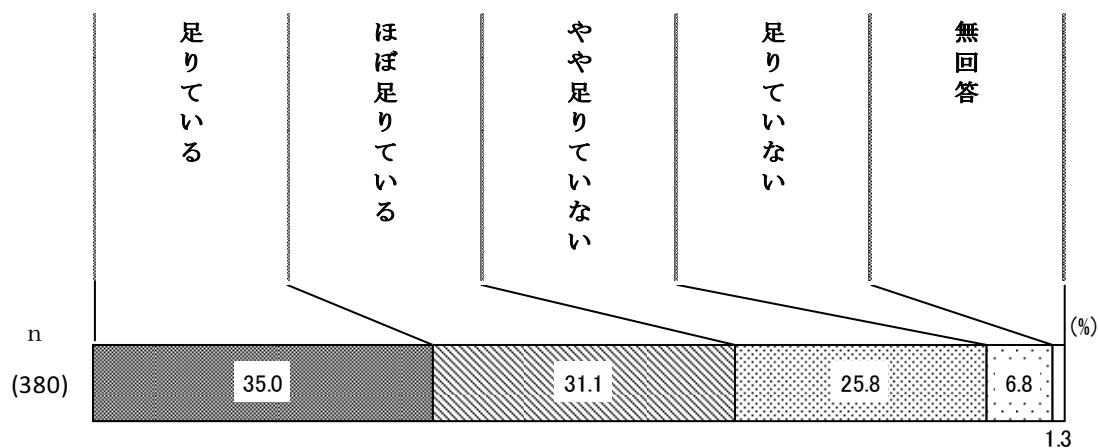 足りている
ほぼ足りている
やや足りていない
足りていない
無回答
n
(%)
(380)
35.0
31.1
25.8
6.8
1.3